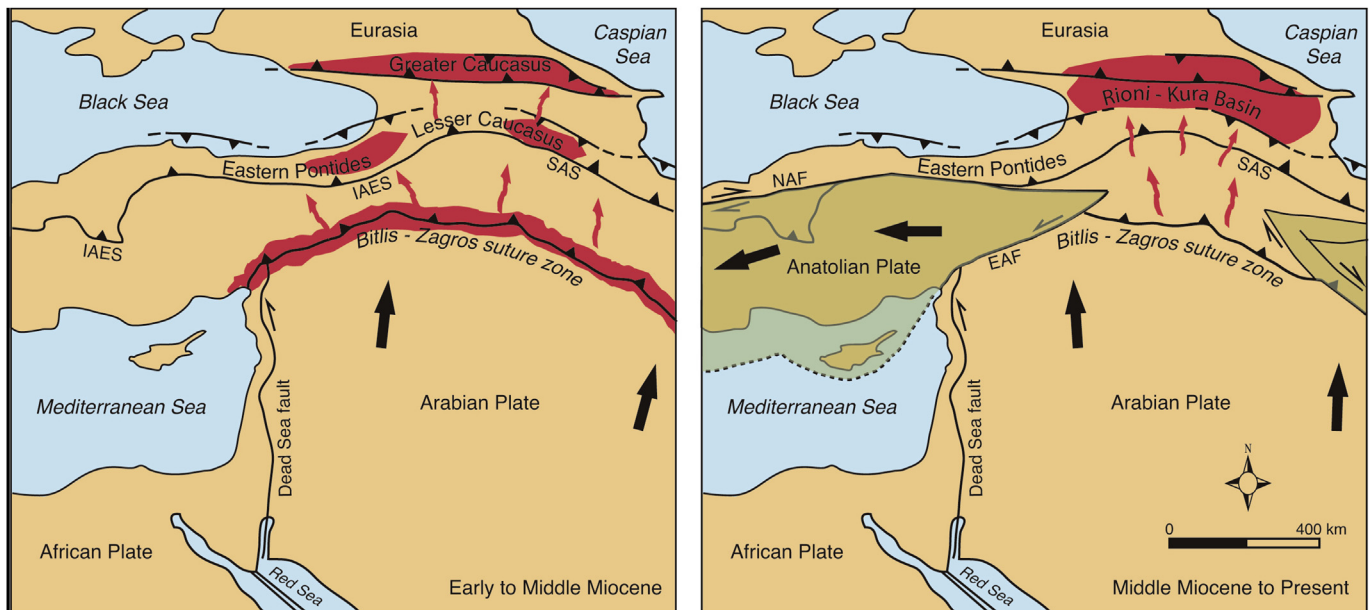 Eurasia
Caspian
Sea
Greater Caucasus
Black Sea
Lesser Caucasus
Eastern Pontides
IAES
SAS
IAES
Bitlis - Zagros suture zone
Mediterranean Sea
Arabian Plate
Dead Sea fault
African Plate
Red Sea
Early to Middle Miocene
Eurasia
Caspian
Sea
Black Sea
Rioni - Kura Basin
Eastern Pontides
NAF
SAS
Bitlis - Zagros suture zone
Anatolian Plate
EAF
Mediterranean Sea
Arabian Plate
Dead Sea fault
N
0 400 km
African Plate
Red Sea
Middle Miocene to Present